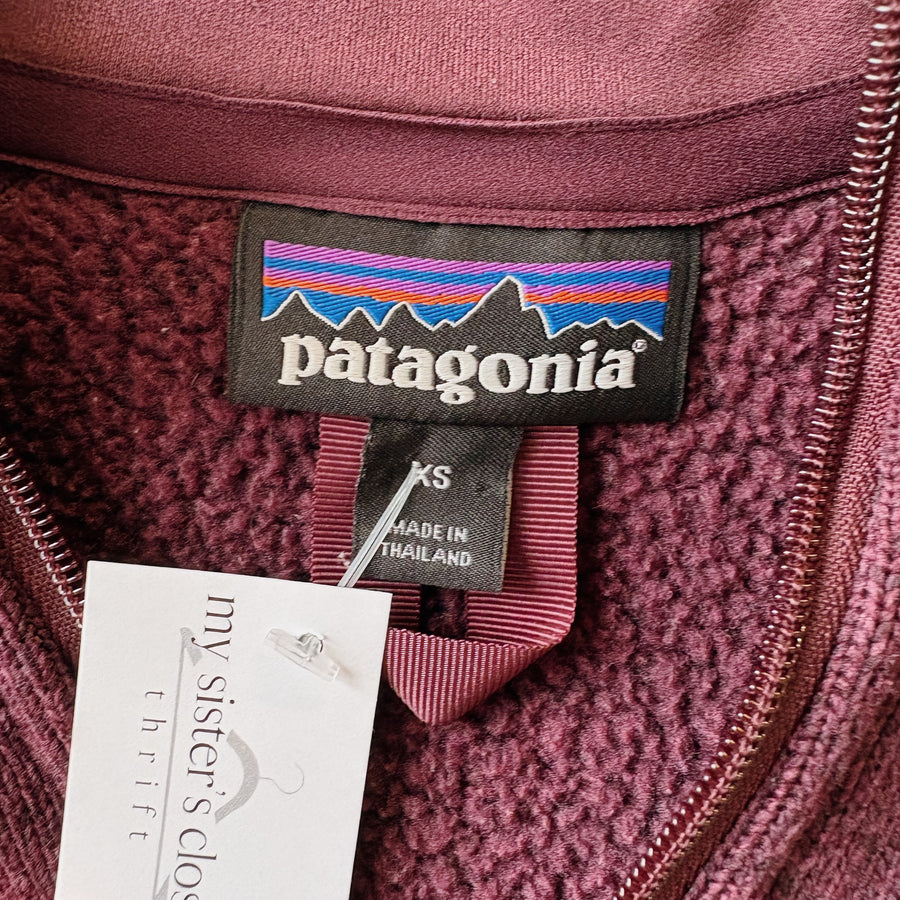 patagonia
XS
MADE IN
THAILAND
my sister's clos
thrift